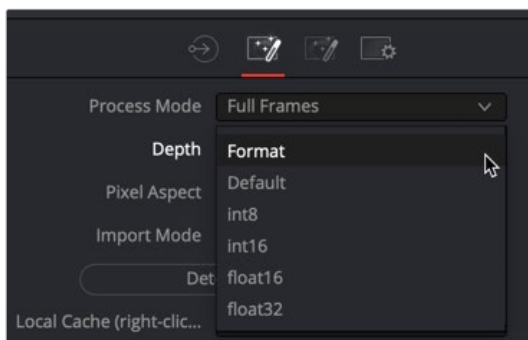 Process Mode Full Frames
Depth Format
Default
Pixel Aspect
int8
Import Mode
int16
Det
float16
float32
Local Cache (right-clic...